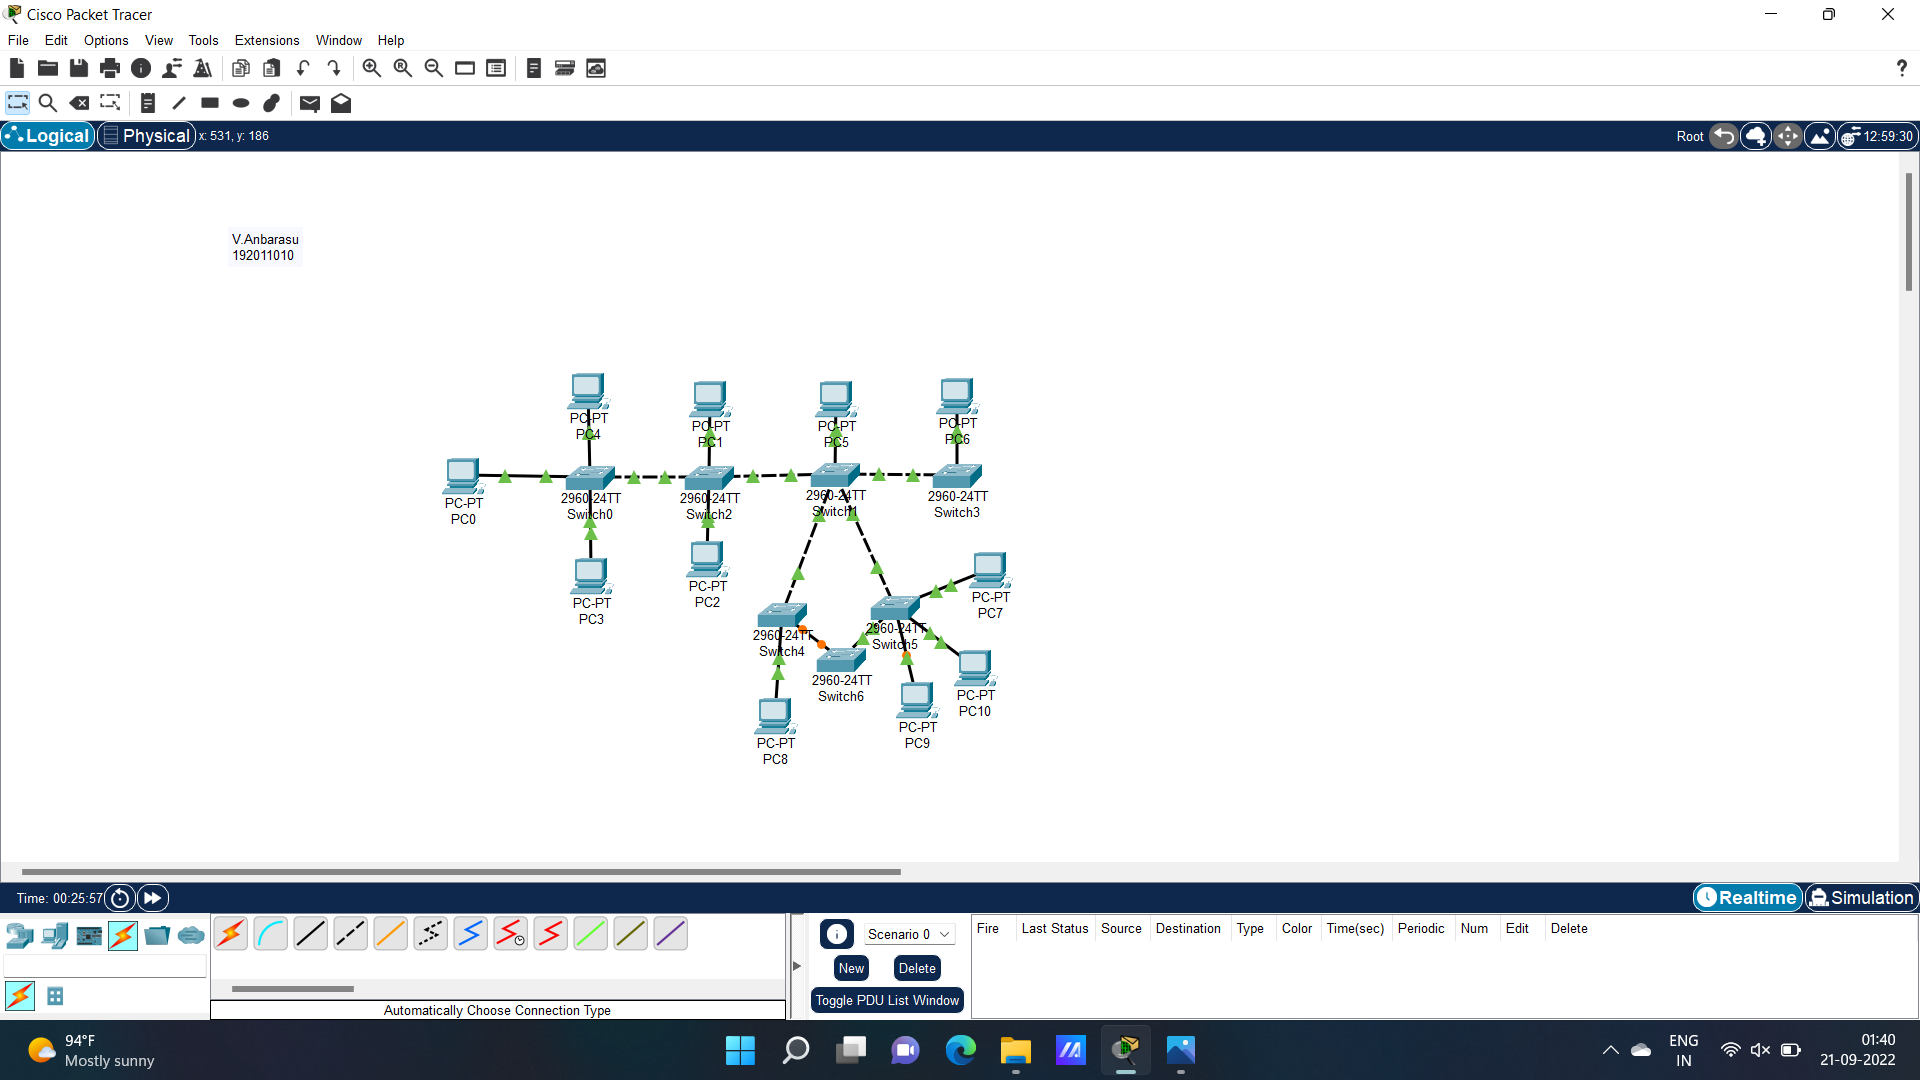 Cisco Packet Tracer
File Edit Options View Tools Extensions Window Help
Logical Physical x: 531, y: 186 Root 12:59:30
V.Anbarasu
192011010
PC-PT
PC4
PC-PT
PC1
PC-PT
PC5
PC-PT
PC6
PC-PT
PC0
2960-24TT
Switch0
2960-24TT
Switch2
2960-24TT
Switch1
2960-24TT
Switch3
PC-PT
PC3
PC-PT
PC2
PC-PT
PC7
2960-24TT
Switch4
2960-24TT
Switch5
2960-24TT
Switch6
PC-PT
PC10
PC-PT
PC9
PC-PT
PC8
Time: 00:25:57 Realtime Simulation
Scenario 0
New Delete
Toggle PDU List Window
Fire Last Status Source Destination Type Color Time(sec) Periodic Num Edit Delete
Automatically Choose Connection Type
94°F
Mostly sunny
ENG
IN
01:40
21-09-2022